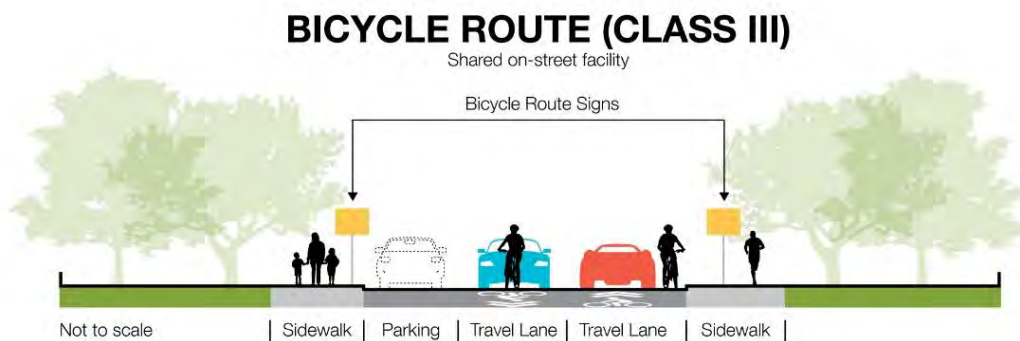 BICYCLE ROUTE (CLASS III)
Shared on-street facility
Bicycle Route Signs
Not to scale
Sidewalk
Parking
Travel Lane
Travel Lane
Sidewalk